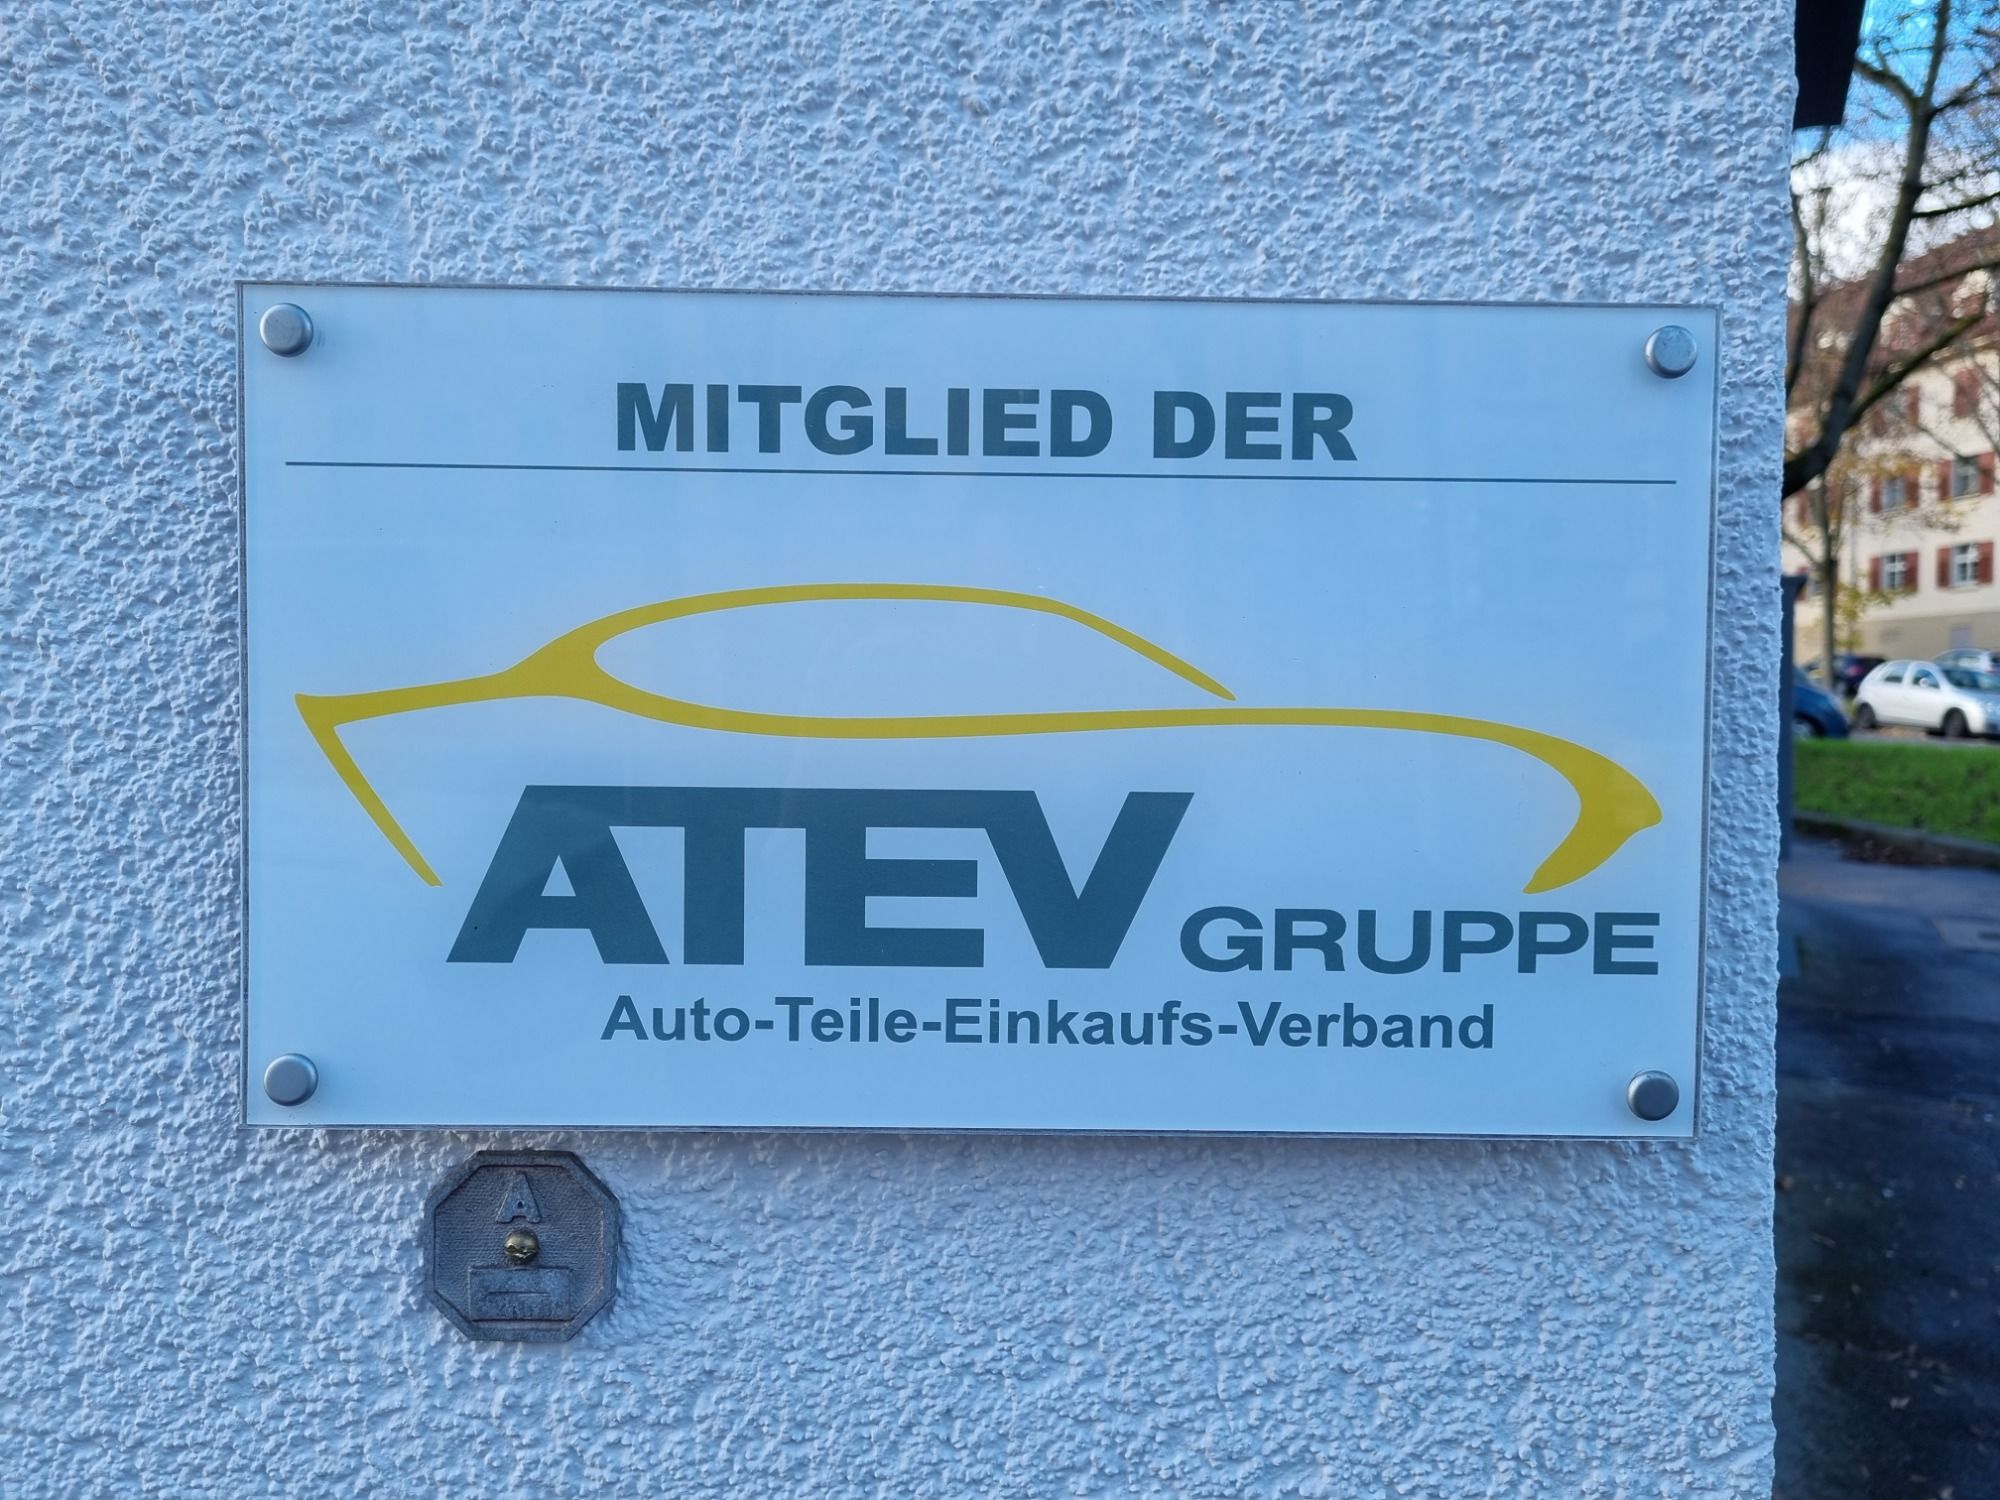 MITGLIED DER
ATEV GRUPPE
Auto-Teile-Einkaufs-Verband
A